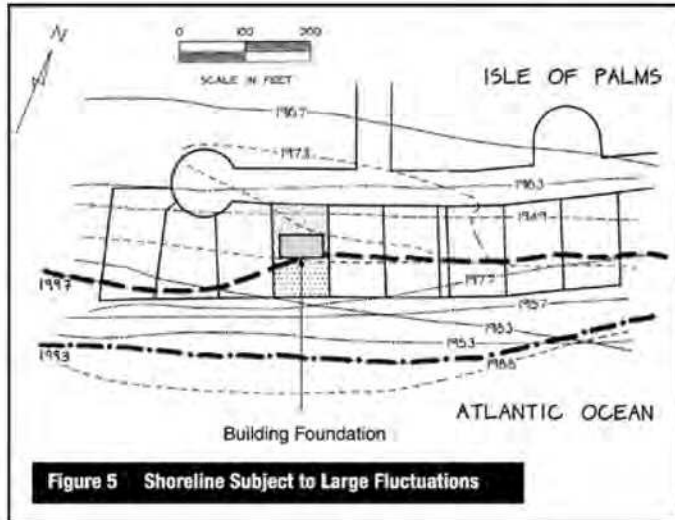 N
0 100 200
SCALE IN FEET
ISLE OF PALMS
1967
1973
1963
1949
1997
1977
1957
1983
1953
1993
1988
ATLANTIC OCEAN
Building Foundation
Figure 5 Shoreline Subject to Large Fluctuations